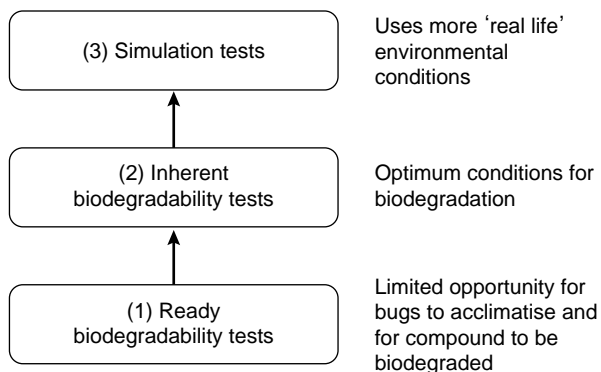 (3) Simulation tests
Uses more ‘real life’
environmental
conditions
(2) Inherent
biodegradability tests
Optimum conditions for
biodegradation
(1) Ready
biodegradability tests
Limited opportunity for
bugs to acclimatise and
for compound to be
biodegraded